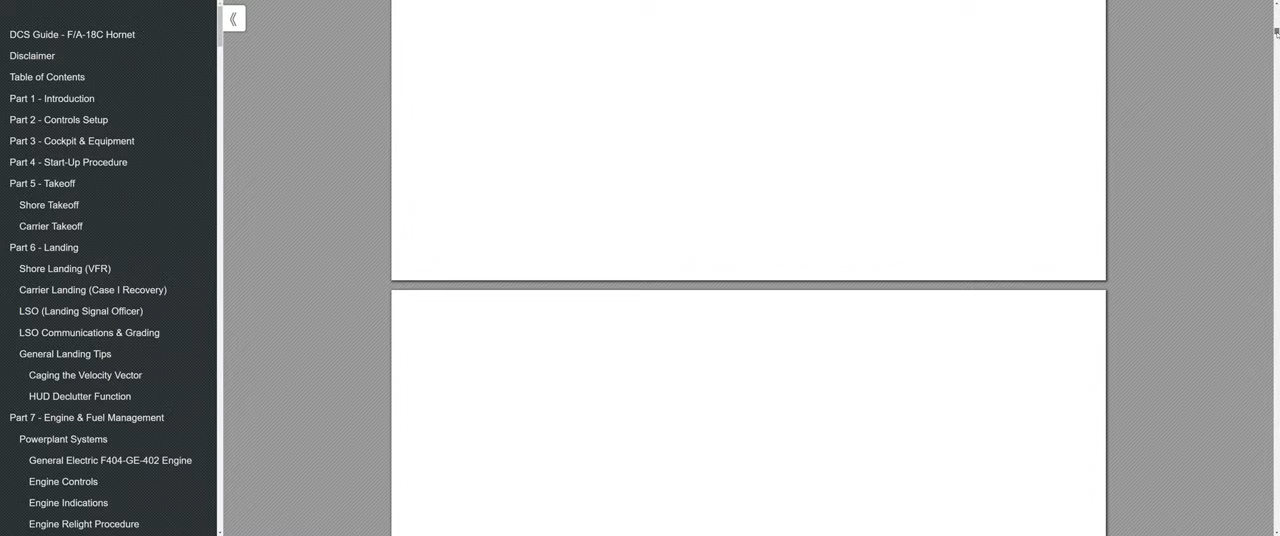 DCS Guide - F/A-18C Hornet
Disclaimer
Table of Contents
Part 1 - Introduction
Part 2 - Controls Setup
Part 3 - Cockpit & Equipment
Part 4 - Start-Up Procedure
Part 5 - Takeoff
Shore Takeoff
Carrier Takeoff
Part 6 - Landing
Shore Landing (VFR)
Carrier Landing (Case I Recovery)
LSO (Landing Signal Officer)
LSO Communications & Grading
General Landing Tips
Caging the Velocity Vector
HUD Declutter Function
Part 7 - Engine & Fuel Management
Powerplant Systems
General Electric F404-GE-402 Engine
Engine Controls
Engine Indications
Engine Relight Procedure